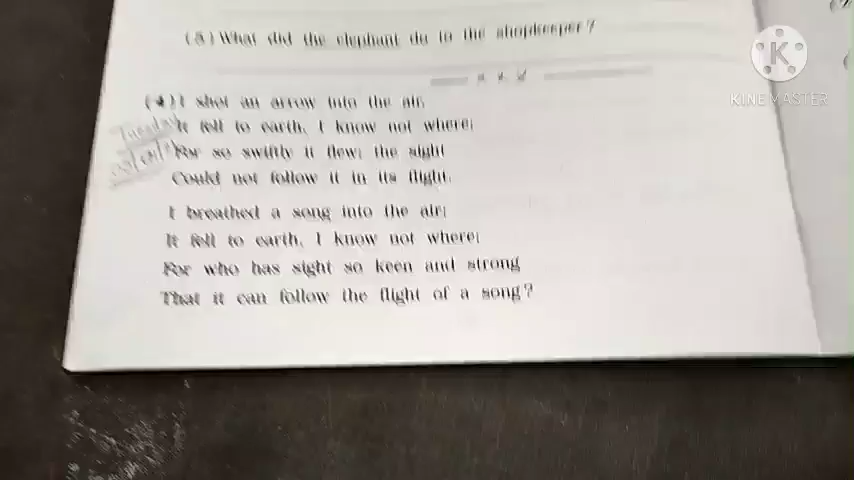 (5) What did the elephant do to the shopkeeper?
KINEMASTER
(4) I shot an arrow into the air,
Tuesday
It fell to earth, I know not where;
For so swiftly it flew; the sight
Could not follow it in its flight.
I breathed a song into the air;
It fell to earth, I know not where;
For who has sight so keen and strong
That it can follow the flight of a song?